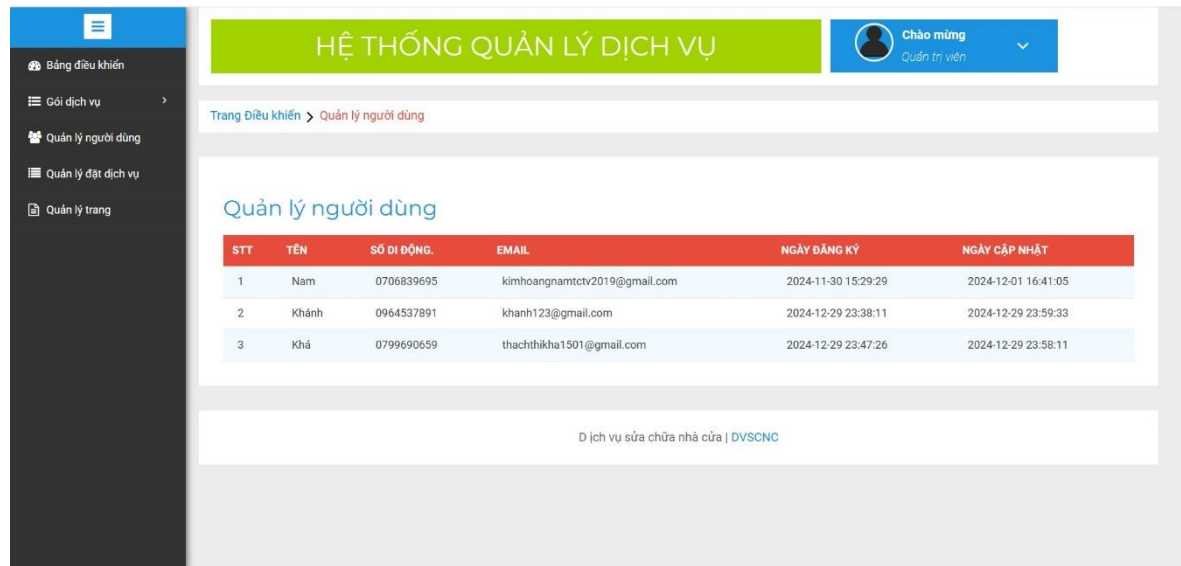 HỆ THỐNG QUẢN LÝ DỊCH VỤ
Chào mừng
Quản trị viên
Bảng điều khiển
Gói dịch vụ
Quản lý người dùng
Quản lý đặt dịch vụ
Quản lý trang
Trang Điều khiển > Quản lý người dùng
Quản lý người dùng
STT TÊN SỐ DI ĐỘNG. EMAIL NGÀY ĐĂNG KÝ NGÀY CẬP NHẬT
1 Nam 0706839695 kimhoangnamtctv2019@gmail.com 2024-11-30 15:29:29 2024-12-01 16:41:05
2 Khánh 0964537891 khanh123@gmail.com 2024-12-29 23:38:11 2024-12-29 23:59:33
3 Khá 0799690659 thachthikha1501@gmail.com 2024-12-29 23:47:26 2024-12-29 23:58:11
D ịch vụ sửa chữa nhà cửa | DVSCNC